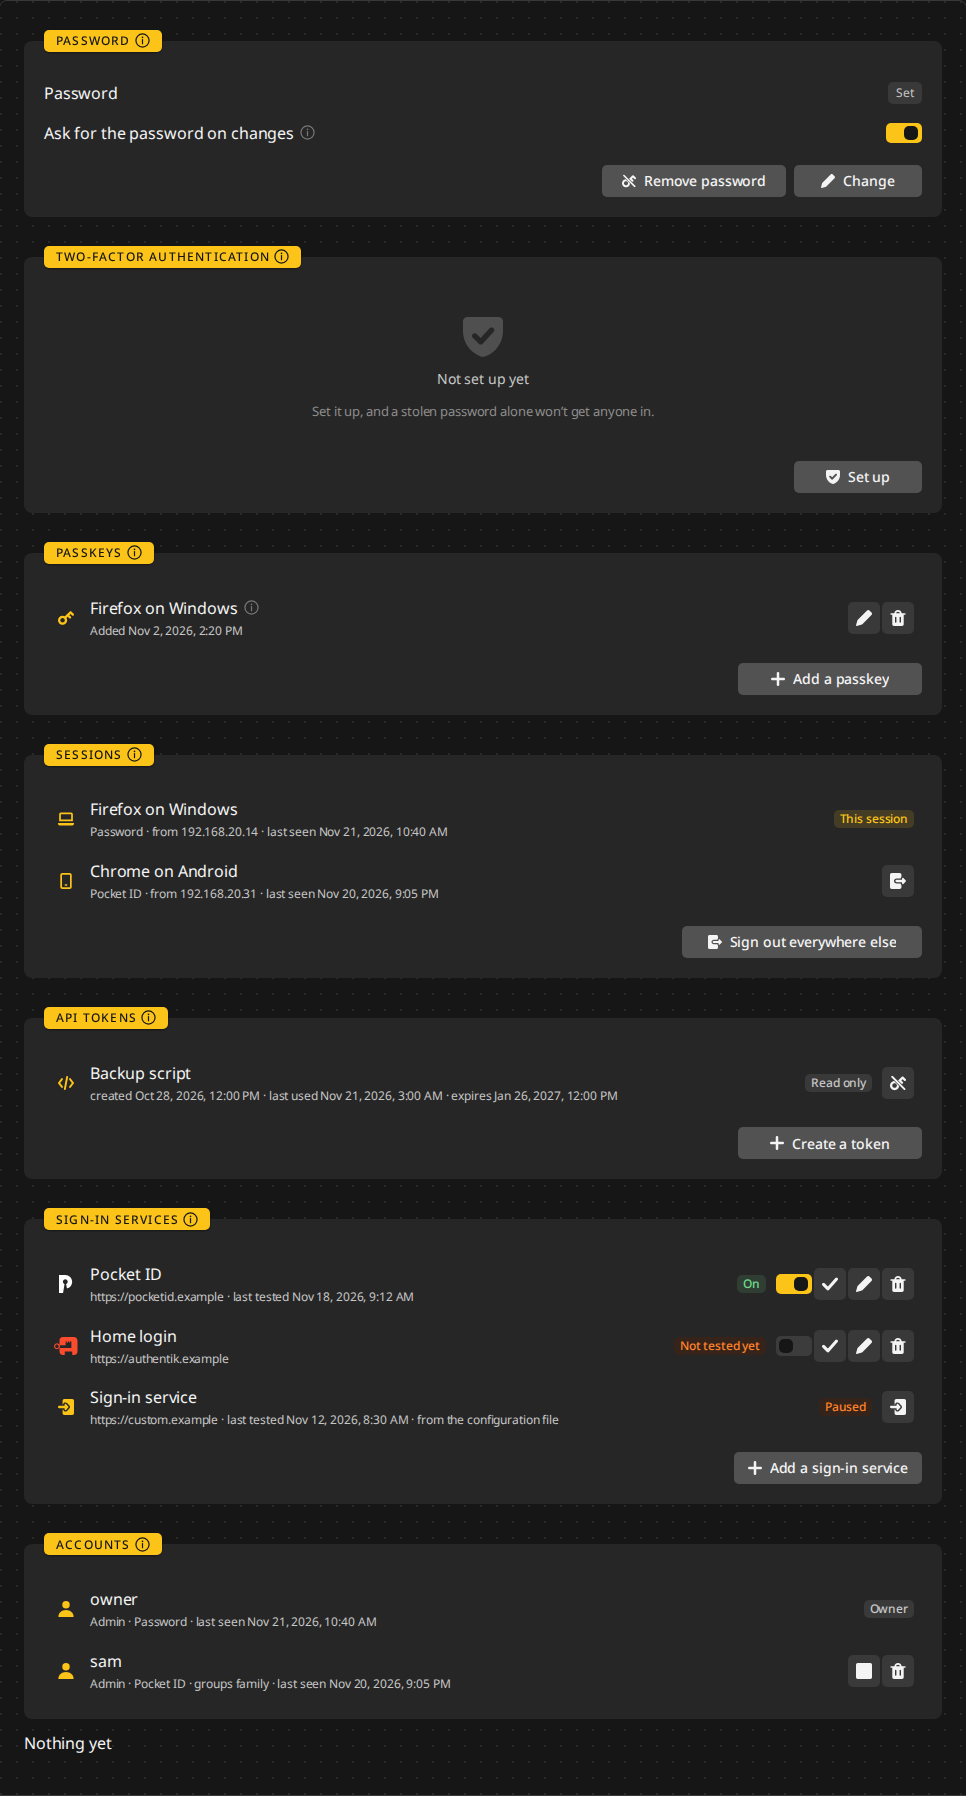 PASSWORD
Password
Set
Ask for the password on changes
Remove password
Change
TWO-FACTOR AUTHENTICATION
Not set up yet
Set it up, and a stolen password alone won't get anyone in.
Set up
PASSKEYS
Firefox on Windows
Added Nov 2, 2026, 2:20 PM
Add a passkey
SESSIONS
Firefox on Windows
Password · from 192.168.20.14 · last seen Nov 21, 2026, 10:40 AM
This session
Chrome on Android
Pocket ID · from 192.168.20.31 · last seen Nov 20, 2026, 9:05 PM
Sign out everywhere else
API TOKENS
Backup script
created Oct 28, 2026, 12:00 PM · last used Nov 21, 2026, 3:00 AM · expires Jan 26, 2027, 12:00 PM
Read only
Create a token
SIGN-IN SERVICES
Pocket ID
https://pocketid.example · last tested Nov 18, 2026, 9:12 AM
On
Home login
https://authentik.example
Not tested yet
Sign-in service
https://custom.example · last tested Nov 12, 2026, 8:30 AM · from the configuration file
Paused
Add a sign-in service
ACCOUNTS
owner
Admin · Password · last seen Nov 21, 2026, 10:40 AM
Owner
sam
Admin · Pocket ID · groups family · last seen Nov 20, 2026, 9:05 PM
Nothing yet